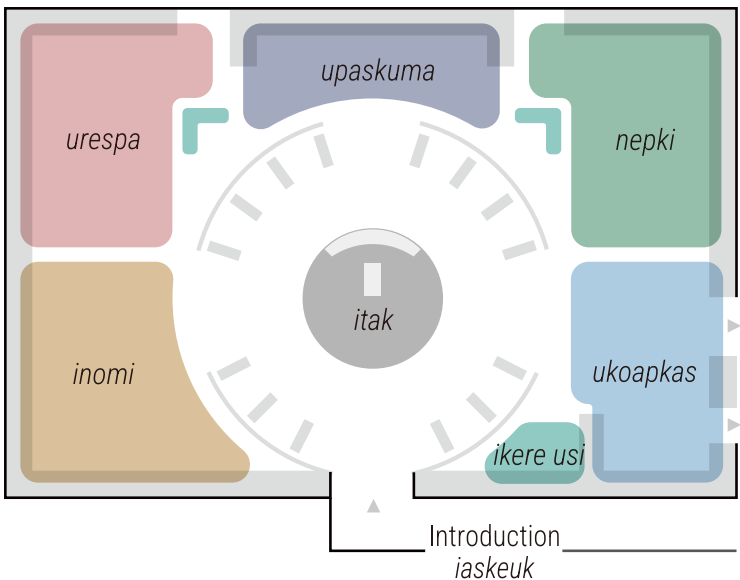 upaskuma
urespa
nepki
itak
inomi
ukoapkas
ikere usi
Introduction
iaskeuk